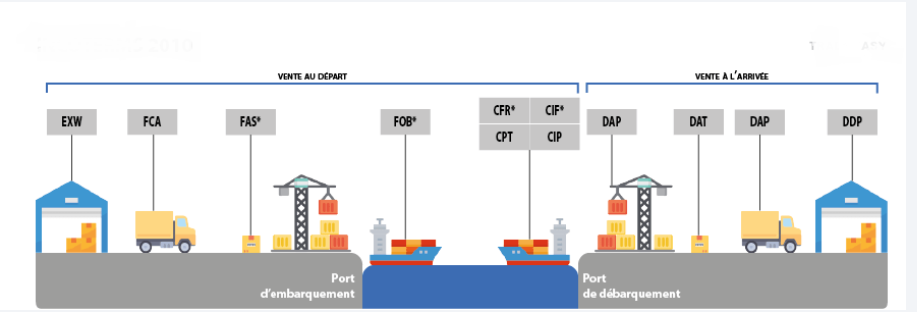 VENTE AU DÉPART
VENTE À L'ARRIVÉE
EXW
FCA
FAS*
FOB*
CFR*
CIF*
CPT
CIP
DAP
DAT
DAP
DDP
Port
d'embarquement
Port
de débarquement